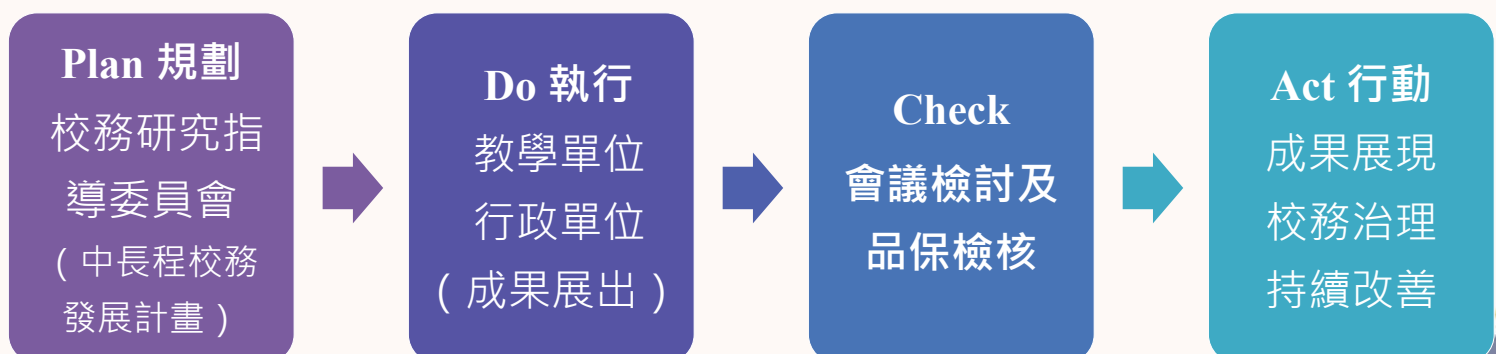 Plan 規劃
校務研究指
導委員會
(中長程校務
發展計畫)
Do 執行
教學單位
行政單位
(成果展出)
Check
會議檢討及
品保檢核
Act 行動
成果展現
校務治理
持續改善